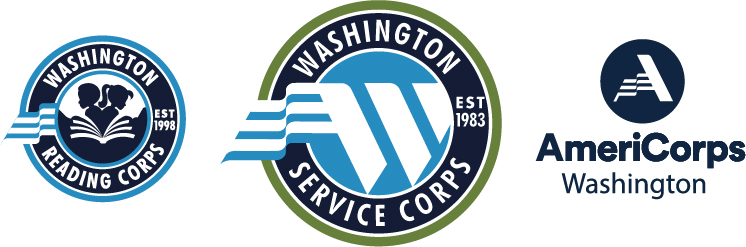 WASHINGTON
EST
1998
READING CORPS
WASHINGTON
EST
1983
SERVICE CORPS
AmeriCorps
Washington